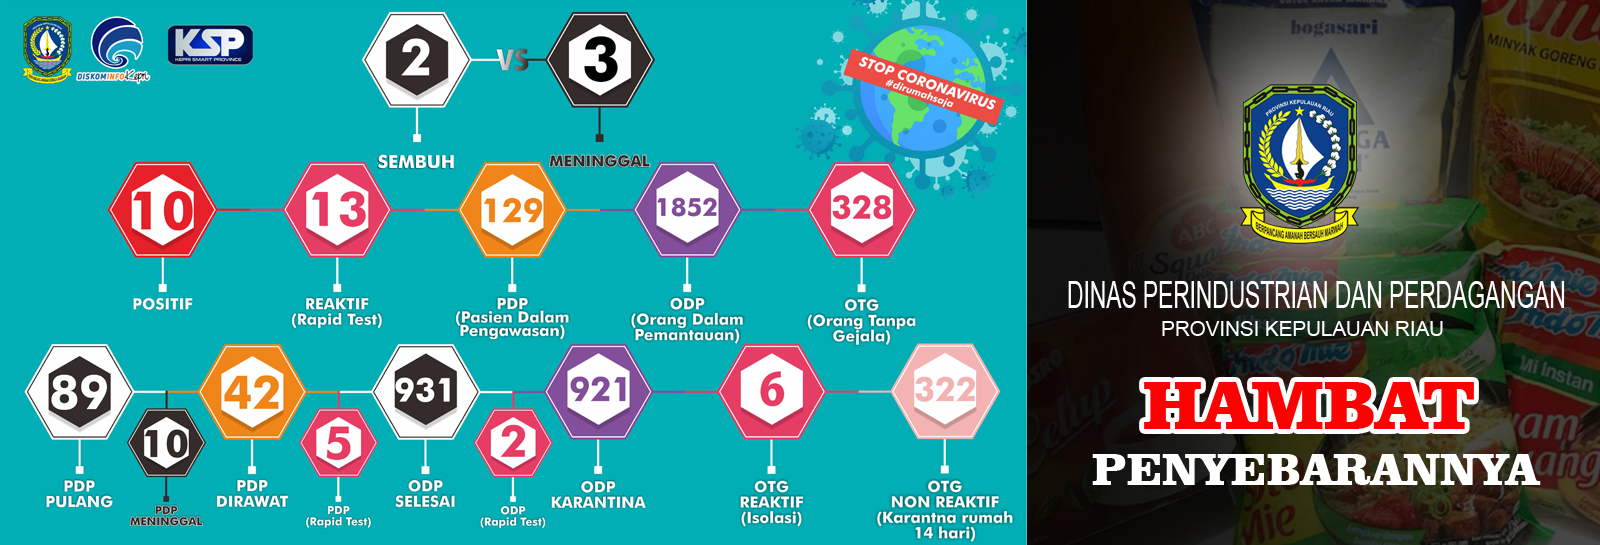 DISKOMINFO Kepri
KSP
KEPRI SMART PROVINCE
2
VS
3
SEMBUH
MENINGGAL
STOP CORONAVIRUS
#dirumahsaja
10
13
129
1852
328
POSITIF
REAKTIF
(Rapid Test)
PDP
(Pasien Dalam
Pengawasan)
ODP
(Orang Dalam
Pemantauan)
OTG
(Orang Tanpa
Gejala)
89
10
42
5
931
2
921
6
322
PDP
PULANG
PDP
MENINGGAL
PDP
DIRAWAT
PDP
(Rapid Test)
ODP
SELESAI
ODP
(Rapid Test)
ODP
KARANTINA
OTG
REAKTIF
(Isolasi)
OTG
NON REAKTIF
(Karantna rumah
14 hari)
bogasari
MINYAK GORENG
PROVINSI KEPULAUAN RIAU
BERPANCANG AMANAH BERSAUH MARWAH
ABC
Indo Mie
Mi Instan
Celup
DINAS PERINDUSTRIAN DAN PERDAGANGAN
PROVINSI KEPULAUAN RIAU
HAMBAT
PENYEBARANNYA